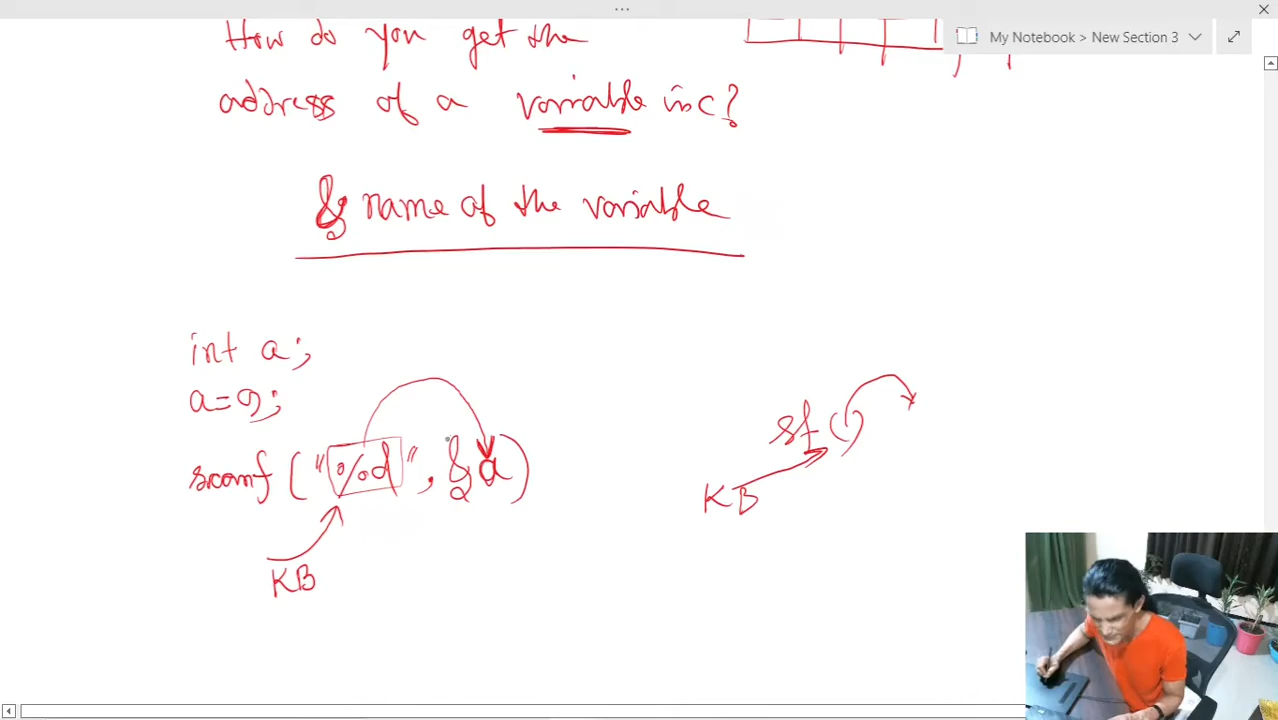 My Notebook > New Section 3
How do you get the
address of a variable in c?
& name of the variable
int a;
a=9;
scanf ("%d", &a)
KB
sf ()
KB